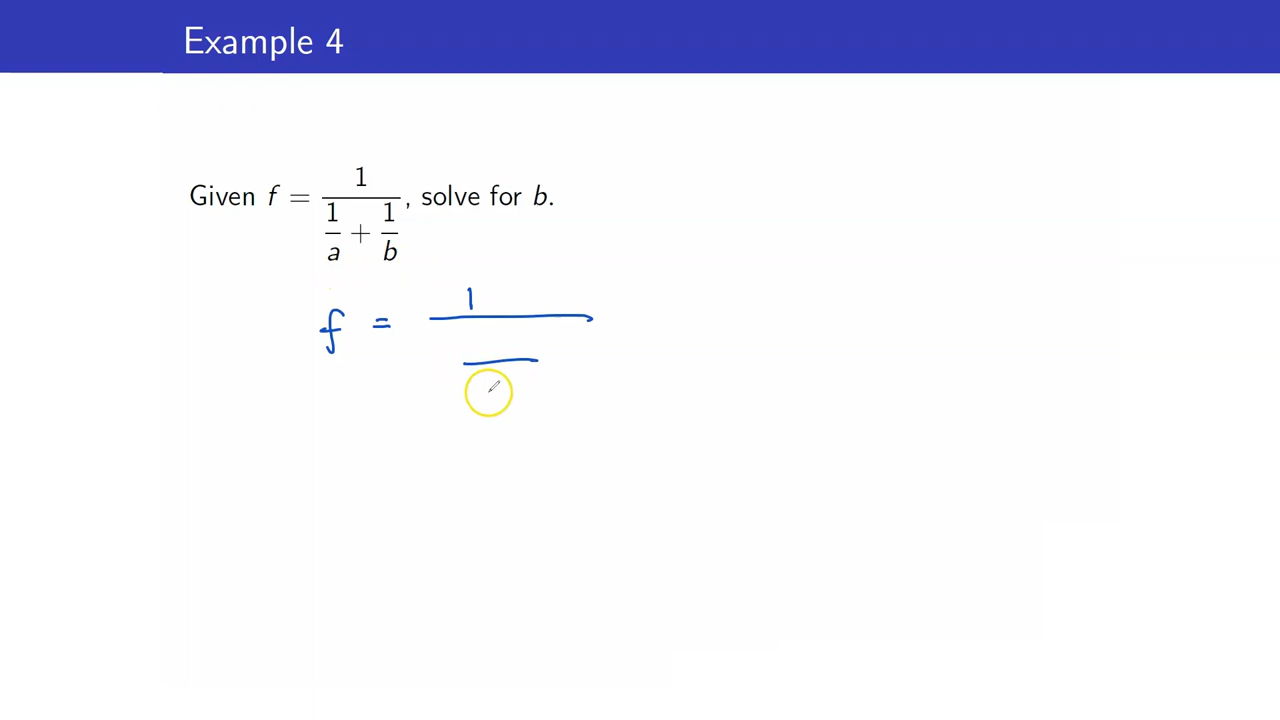 Example 4
Given f = 1 / (1/a + 1/b), solve for b.
f = 1 /